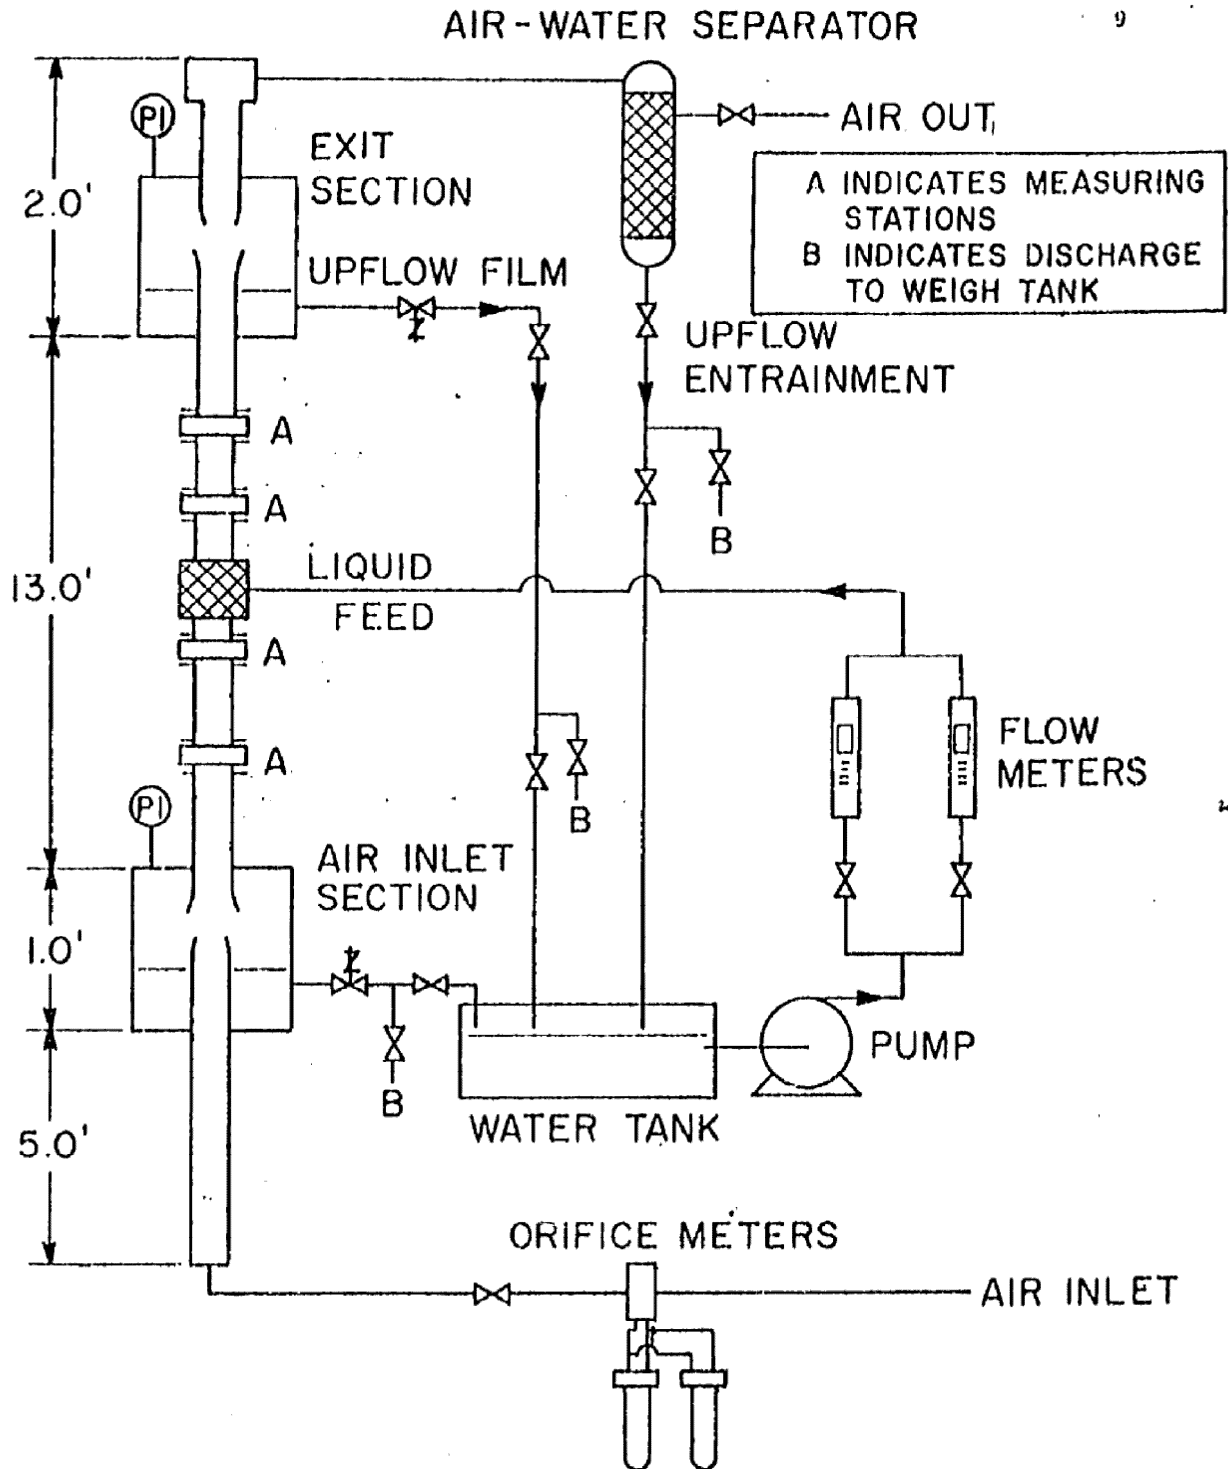 AIR-WATER SEPARATOR
PI
AIR OUT
EXIT
SECTION
A INDICATES MEASURING
STATIONS
B INDICATES DISCHARGE
TO WEIGH TANK
2.0'
UPFLOW FILM
UPFLOW
ENTRAINMENT
A
A
B
LIQUID
FEED
13.0'
A
A
FLOW
METERS
PI
B
AIR INLET
SECTION
1.0'
PUMP
B
WATER TANK
5.0'
ORIFICE METERS
AIR INLET